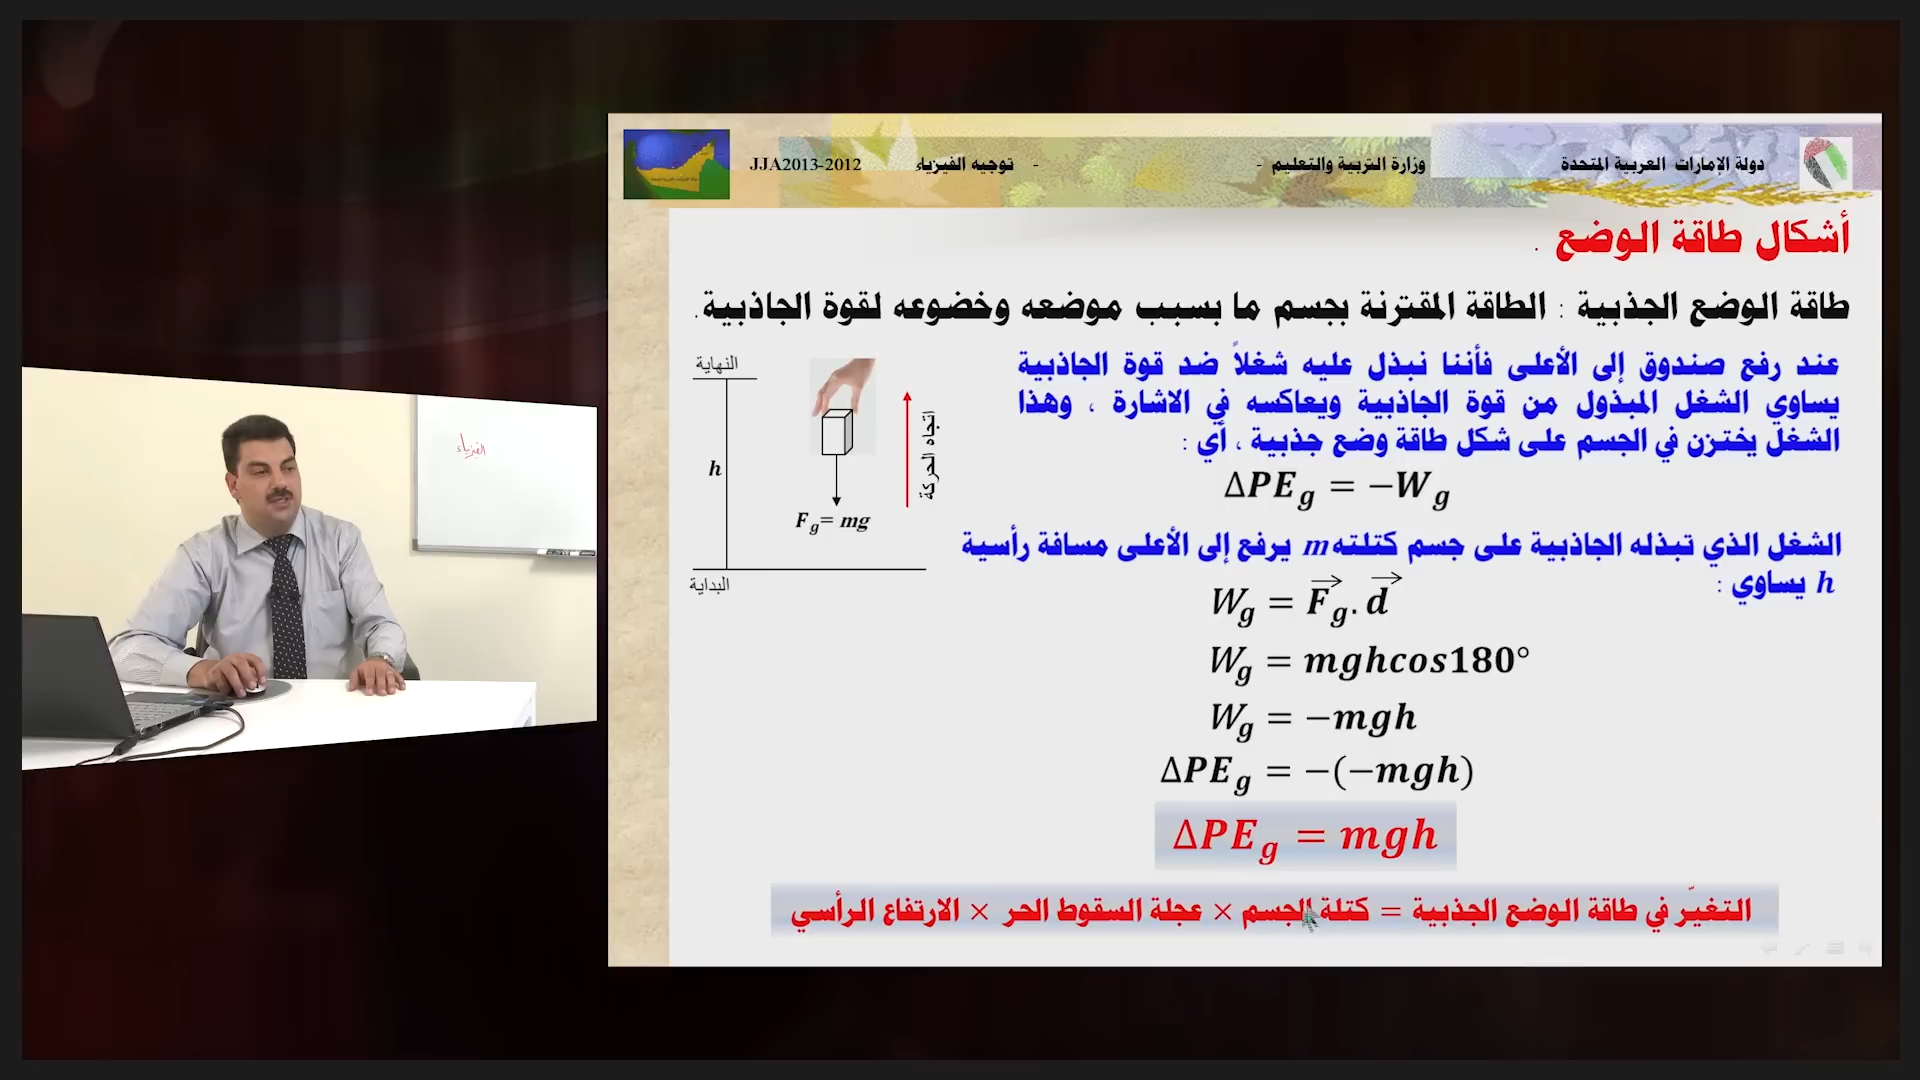 دولة الإمارات العربية المتحدة وزارة التربية والتعليم - - توجيه الفيزياء JJA2013-2012
أشكال طاقة الوضع .
طاقة الوضع الجذبية : الطاقة المقترنة بجسم ما بسبب موضعه وخضوعه لقوة الجاذبية .
عند رفع صندوق إلى الأعلى فأننا نبذل عليه شغلاً ضد قوة الجاذبية
يساوي الشغل المبذول من قوة الجاذبية ويعاكسه في الاشارة ، وهذا
الشغل يختزن في الجسم على شكل طاقة وضع جذبية ، أي :
ΔPE_g = −W_g
النهاية
h
اتجاه الحركة
F_g= mg
البداية
الشغل الذي تبذله الجاذبية على جسم كتلته m يرفع إلى الأعلى مسافة رأسية
h يساوي :
W_g = F⃗_g . d⃗
W_g = mghcos180°
W_g = −mgh
ΔPE_g = −(−mgh)
ΔPE_g = mgh
التغيّر في طاقة الوضع الجذبية = كتلة الجسم × عجلة السقوط الحر × الارتفاع الرأسي
الفيزياء